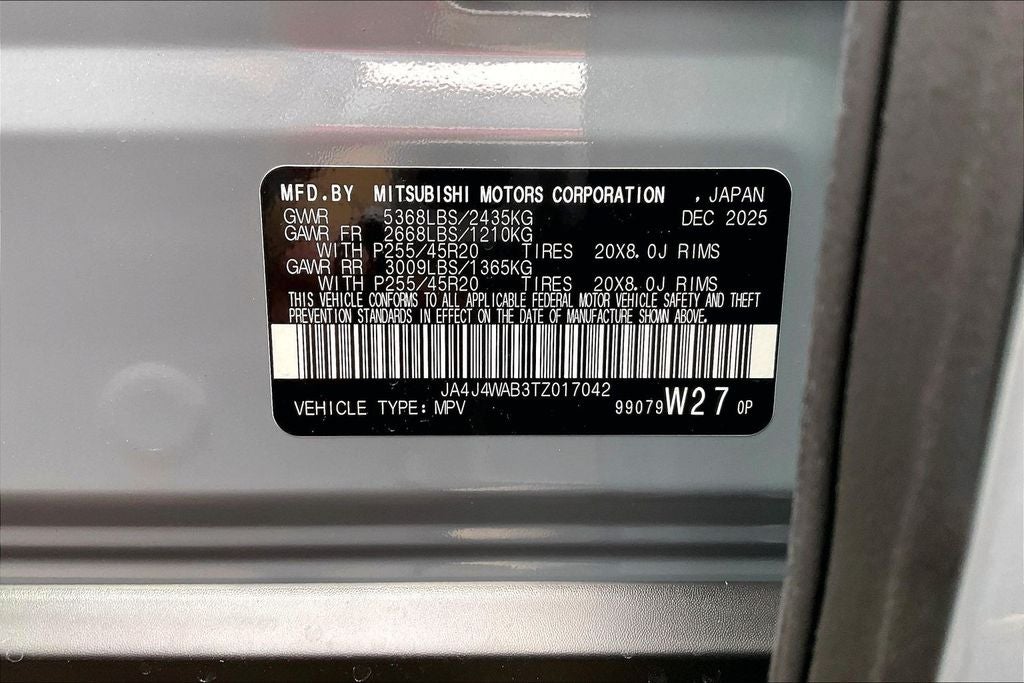 MFD.BY MITSUBISHI MOTORS CORPORATION , JAPAN
GVWR 5368LBS/2435KG DEC 2025
GAWR FR 2668LBS/1210KG
WITH P255/45R20 TIRES 20X8.0J RIMS
GAWR RR 3009LBS/1365KG
WITH P255/45R20 TIRES 20X8.0J RIMS
THIS VEHICLE CONFORMS TO ALL APPLICABLE FEDERAL MOTOR VEHICLE SAFETY AND THEFT
PREVENTION STANDARDS IN EFFECT ON THE DATE OF MANUFACTURE SHOWN ABOVE.
JA4J4WAB3TZ017042
VEHICLE TYPE: MPV 99079W27 0P